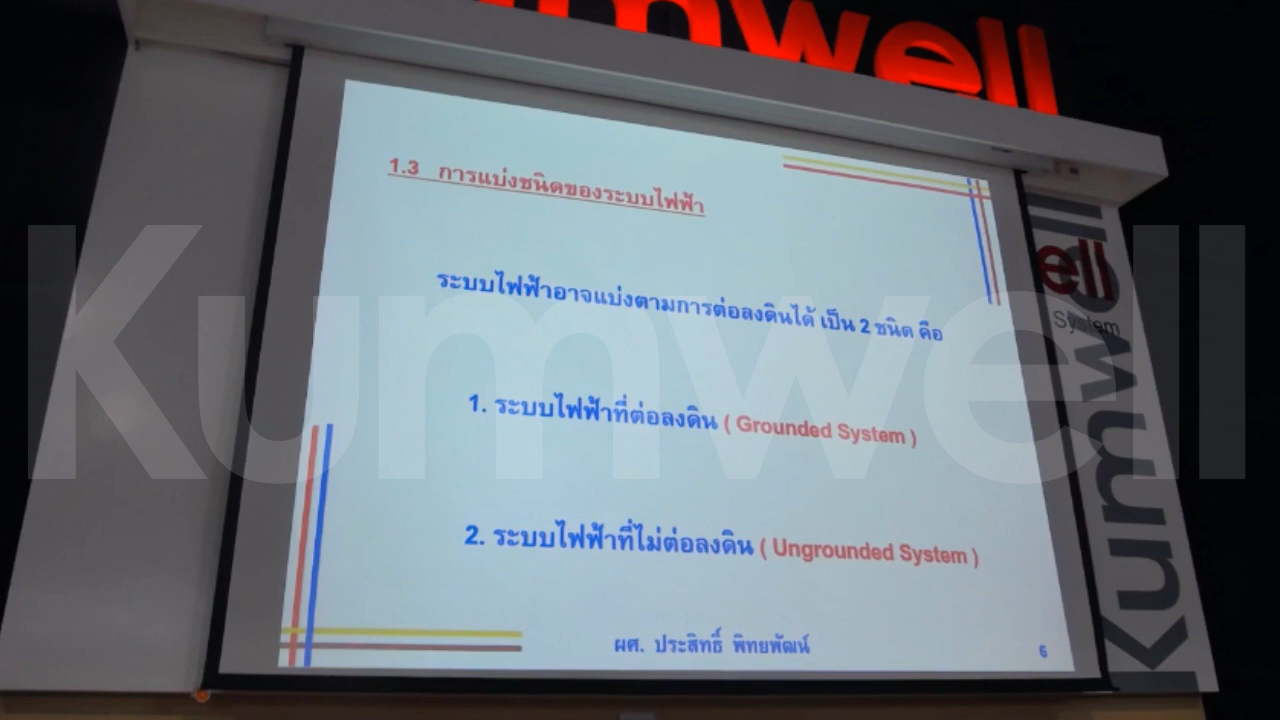 Kumwell
1.3 การแบ่งชนิดของระบบไฟฟ้า
ระบบไฟฟ้าอาจแบ่งตามการต่อลงดินได้ เป็น 2 ชนิด คือ
1. ระบบไฟฟ้าที่ต่อลงดิน ( Grounded System )
2. ระบบไฟฟ้าที่ไม่ต่อลงดิน ( Ungrounded System )
ผศ. ประสิทธิ์ พิทยพัฒน์
6
ell
System
Kumwell
Kumwell